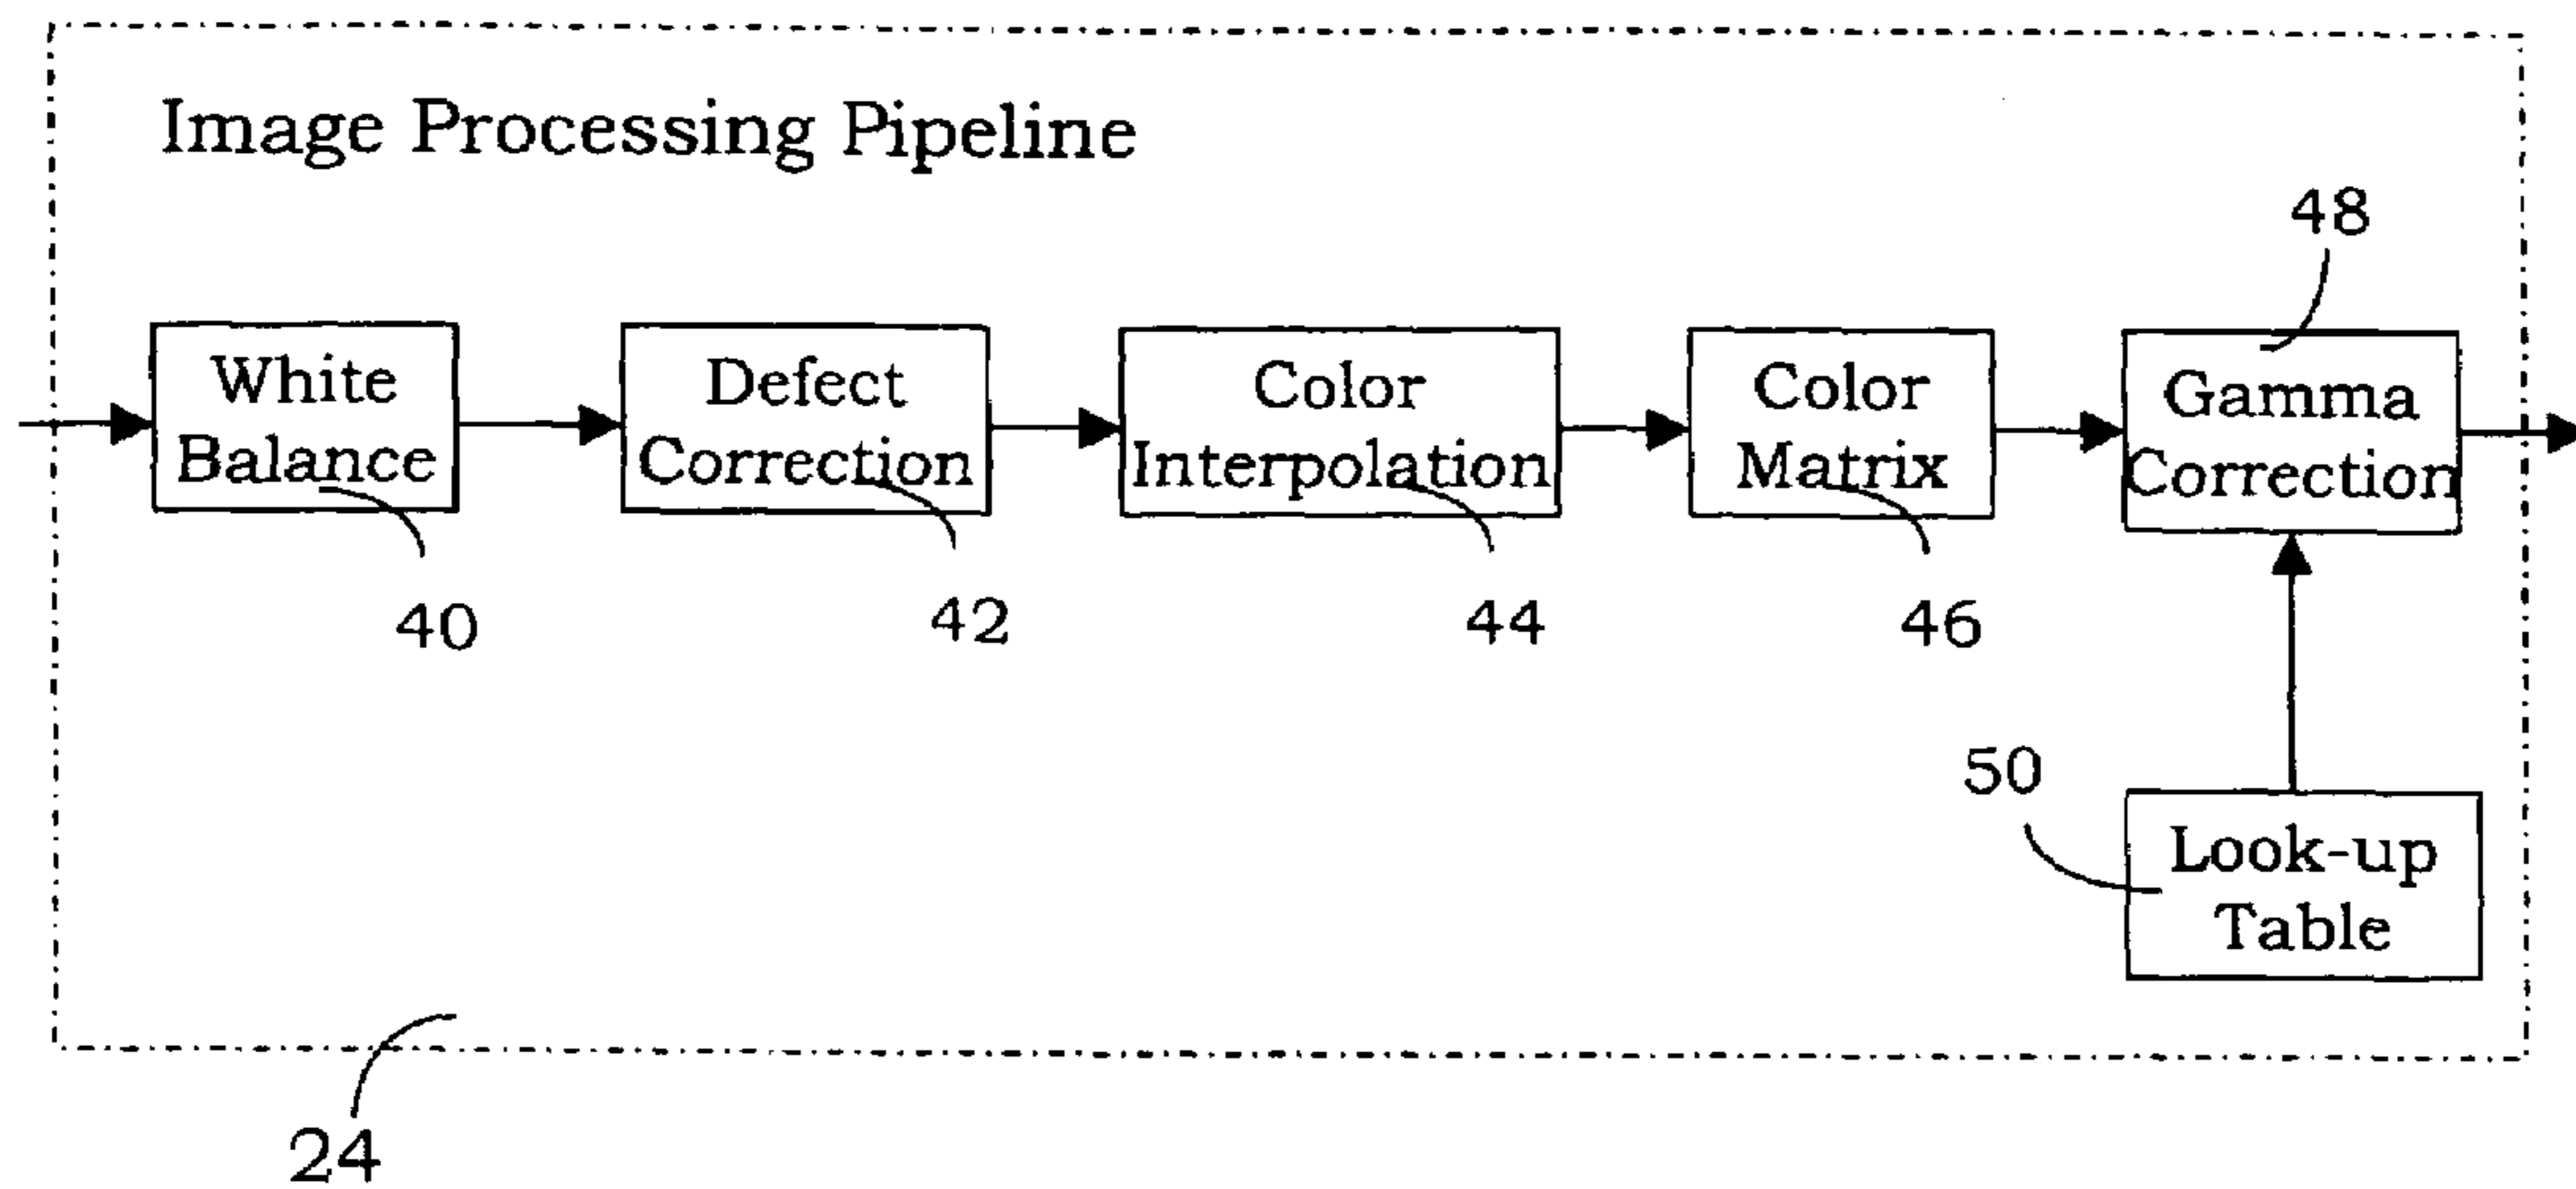 Image Processing Pipeline
48
White
Balance
Defect
Correction
Color
Interpolation
Color
Matrix
Gamma
Correction
40
42
44
46
50
Look-up
Table
24